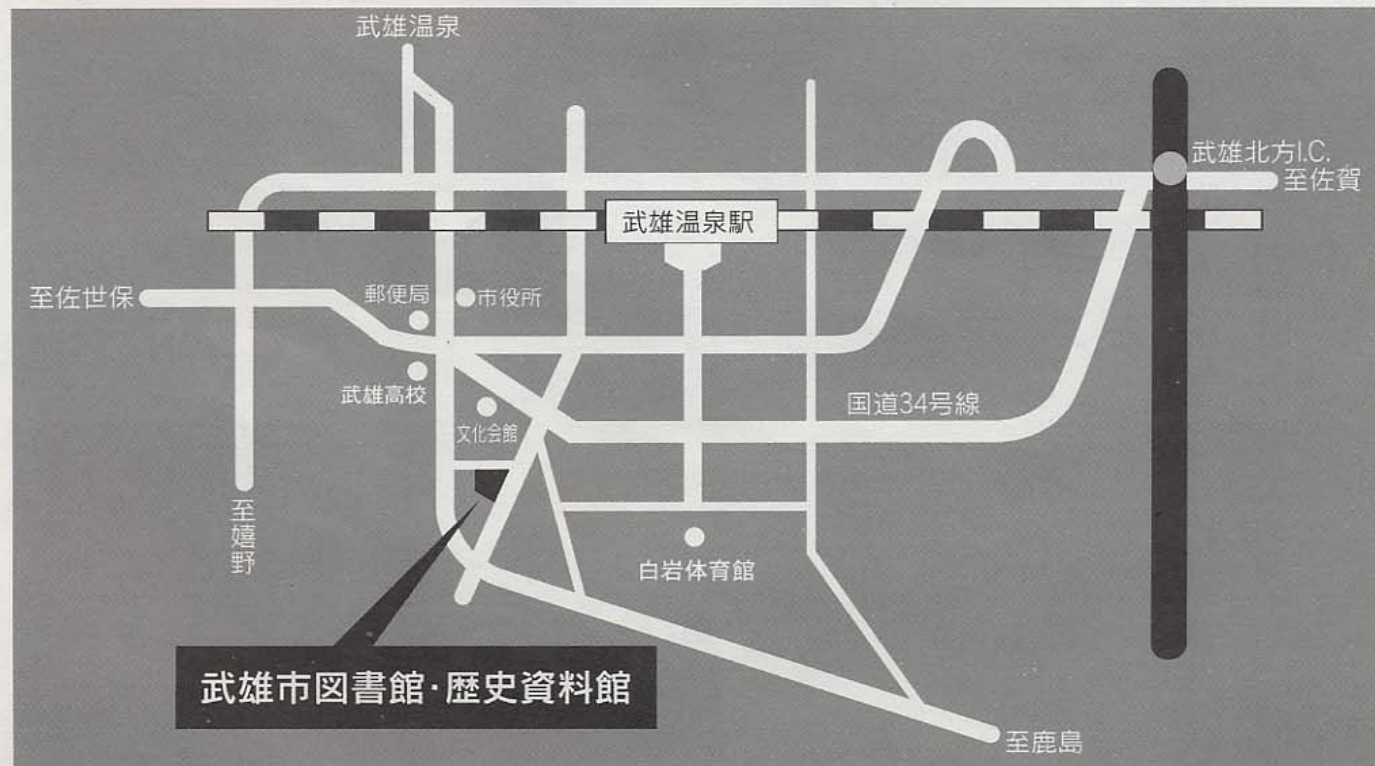 武雄温泉
武雄北方I.C.
至佐賀
武雄温泉駅
至佐世保
郵便局
市役所
武雄高校
国道34号線
文化会館
至嬉野
白岩体育館
武雄市図書館・歴史資料館
至鹿島